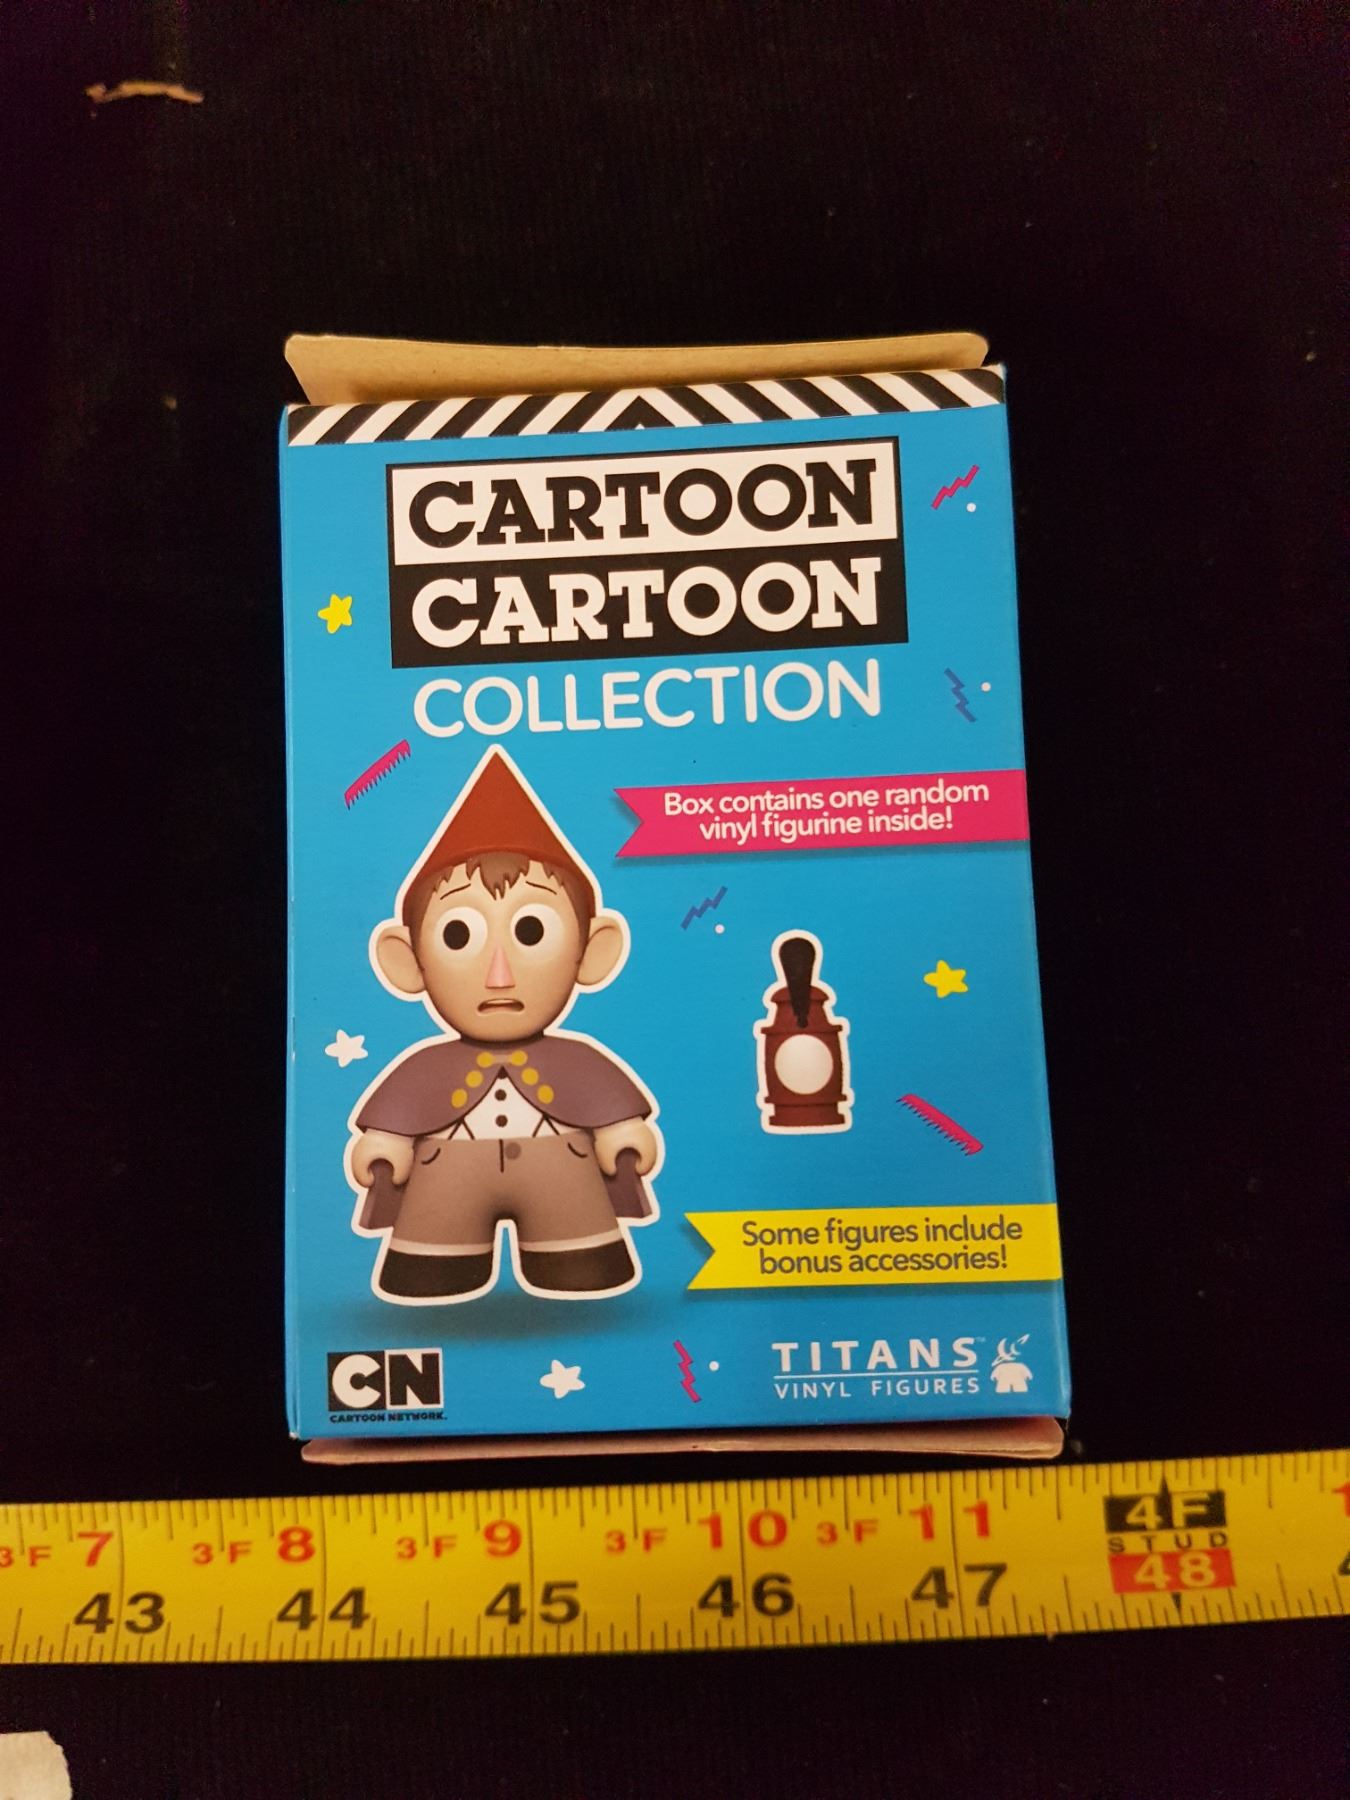 CARTOON
CARTOON
COLLECTION
Box contains one random
vinyl figurine inside!
Some figures include
bonus accessories!
CN
CARTOON NETWORK.
TITANS™
VINYL FIGURES
3F 7 3F 8 3F 9 3F 10 3F 11 4F
STUD
43 44 45 46 47 48